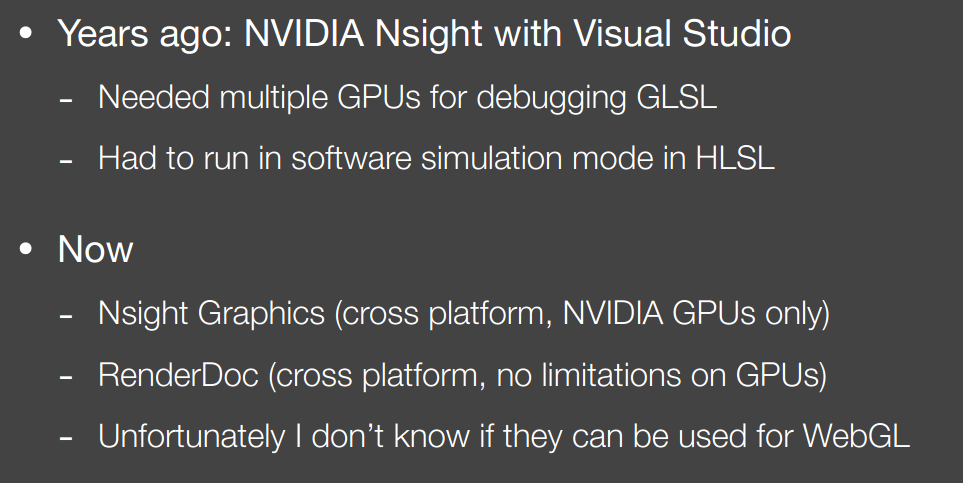 • Years ago: NVIDIA Nsight with Visual Studio
- Needed multiple GPUs for debugging GLSL
- Had to run in software simulation mode in HLSL
• Now
- Nsight Graphics (cross platform, NVIDIA GPUs only)
- RenderDoc (cross platform, no limitations on GPUs)
- Unfortunately I don’t know if they can be used for WebGL